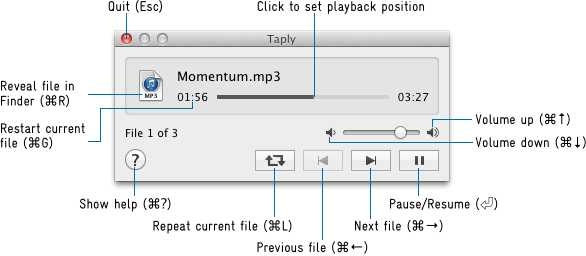 Quit (Esc)
Click to set playback position
Taply
Reveal file in
Finder (⌘R)
MP3
Momentum.mp3
01:56
03:27
Restart current
file (⌘G)
File 1 of 3
Volume up (⌘↑)
Volume down (⌘↓)
?
Show help (⌘?)
Pause/Resume (⏎)
Repeat current file (⌘L)
Next file (⌘→)
Previous file (⌘←)